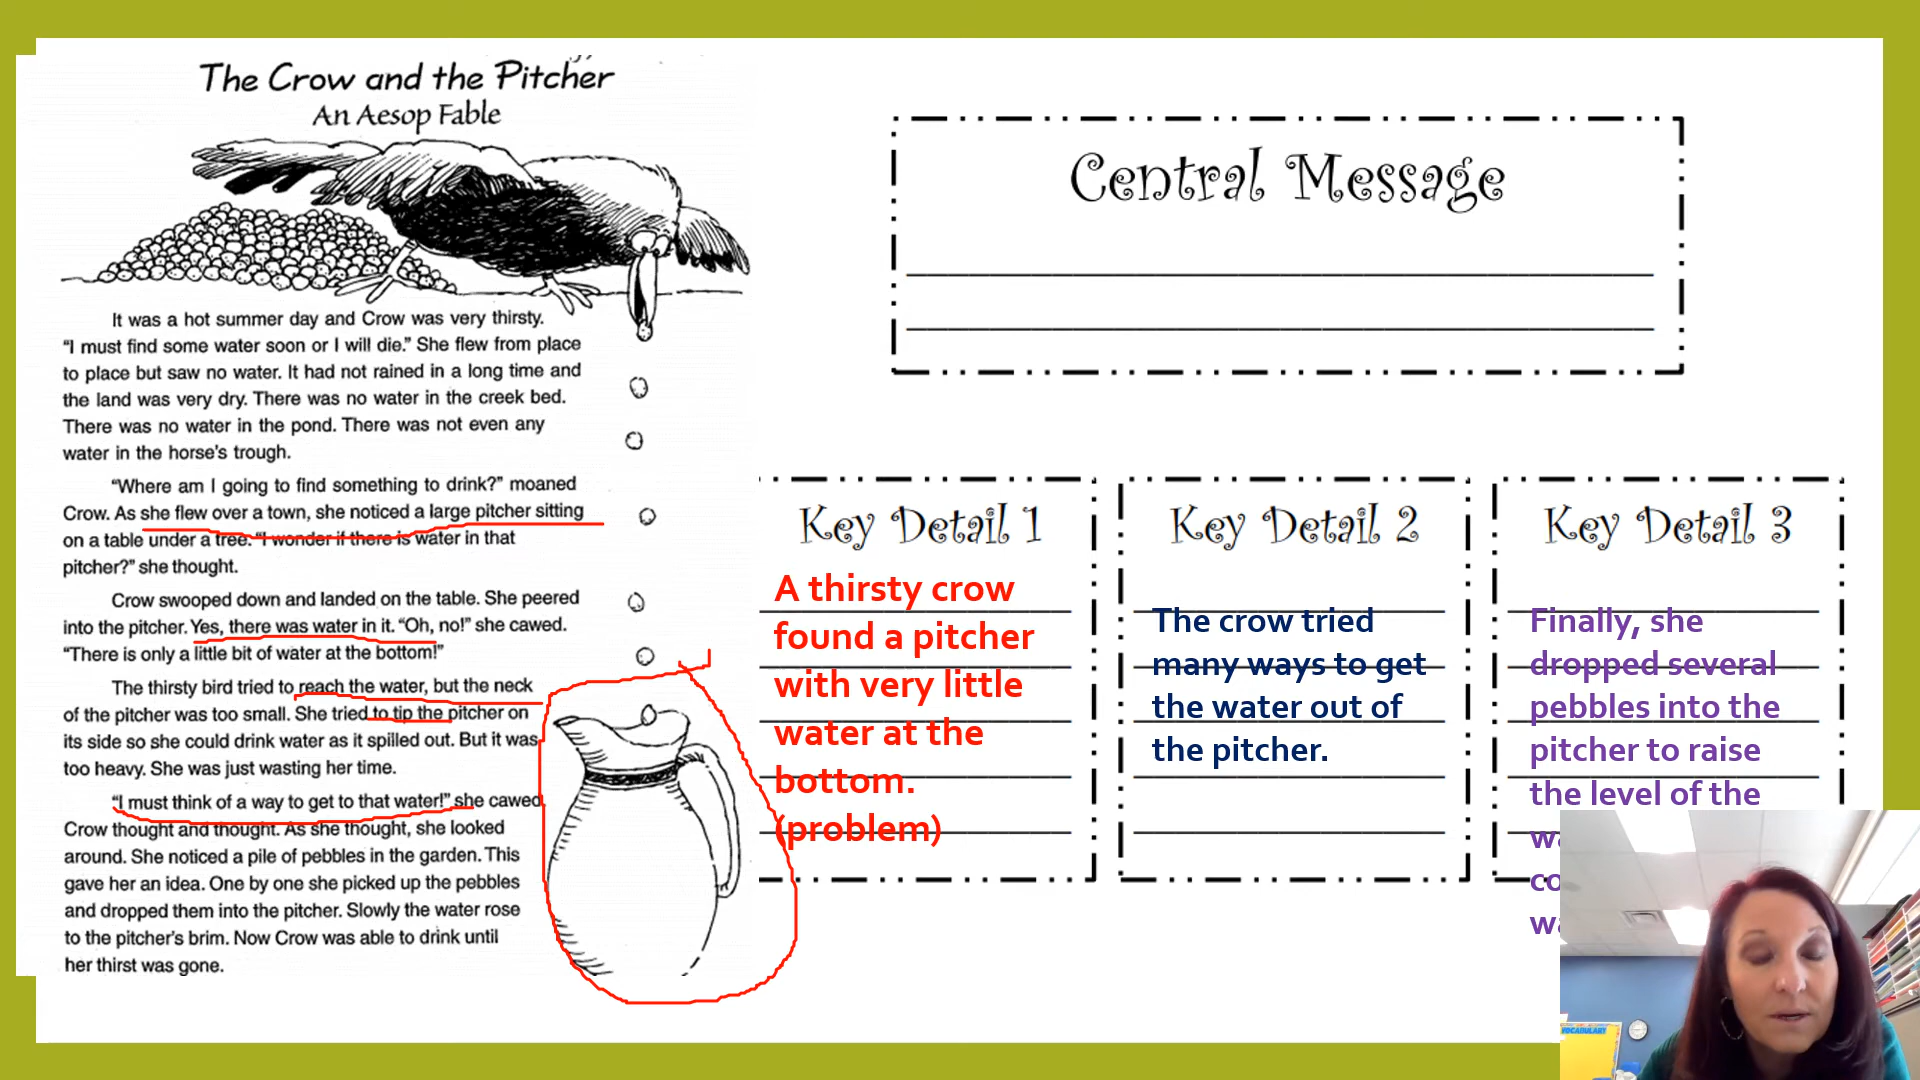 The Crow and the Pitcher
An Aesop Fable
It was a hot summer day and Crow was very thirsty.
"I must find some water soon or I will die." She flew from place
to place but saw no water. It had not rained in a long time and
the land was very dry. There was no water in the creek bed.
There was no water in the pond. There was not even any
water in the horse's trough.
"Where am I going to find something to drink?" moaned
Crow. As she flew over a town, she noticed a large pitcher sitting
on a table under a tree. "I wonder if there is water in that
pitcher?" she thought.
Crow swooped down and landed on the table. She peered
into the pitcher. Yes, there was water in it. "Oh, no!" she cawed.
"There is only a little bit of water at the bottom!"
The thirsty bird tried to reach the water, but the neck
of the pitcher was too small. She tried to tip the pitcher on
its side so she could drink water as it spilled out. But it was
too heavy. She was just wasting her time.
"I must think of a way to get to that water!" she cawed
Crow thought and thought. As she thought, she looked
around. She noticed a pile of pebbles in the garden. This
gave her an idea. One by one she picked up the pebbles
and dropped them into the pitcher. Slowly the water rose
to the pitcher's brim. Now Crow was able to drink until
her thirst was gone.
Central Message
Key Detail 1
A thirsty crow
found a pitcher
with very little
water at the
bottom.
(problem)
Key Detail 2
The crow tried
many ways to get
the water out of
the pitcher.
Key Detail 3
Finally, she
dropped several
pebbles into the
pitcher to raise
the level of the
VOCABULARY